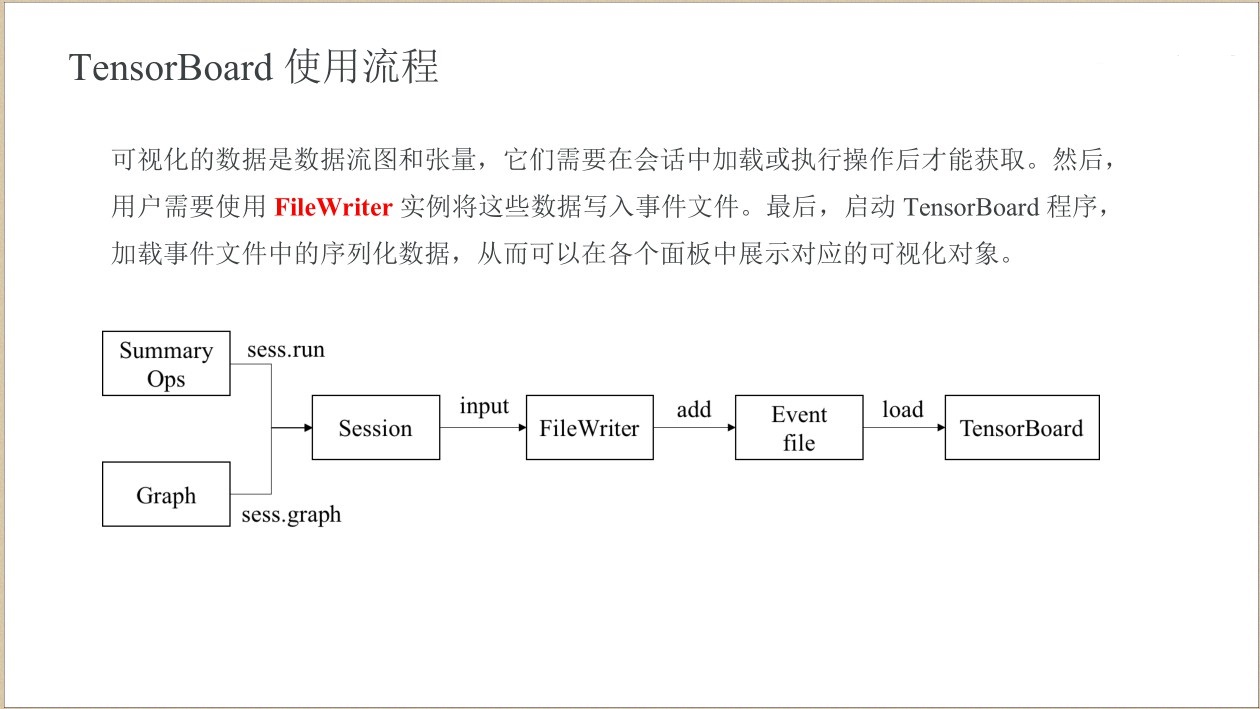 TensorBoard 使用流程
可视化的数据是数据流图和张量，它们需要在会话中加载或执行操作后才能获取。然后，
用户需要使用 FileWriter 实例将这些数据写入事件文件。最后，启动 TensorBoard 程序，
加载事件文件中的序列化数据，从而可以在各个面板中展示对应的可视化对象。
Summary
Ops
sess.run
Session
input
FileWriter
add
Event
file
load
TensorBoard
Graph
sess.graph